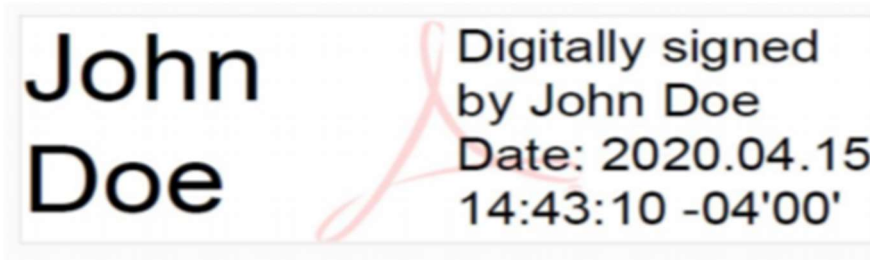 John
Doe
Digitally signed
by John Doe
Date: 2020.04.15
14:43:10 -04'00'